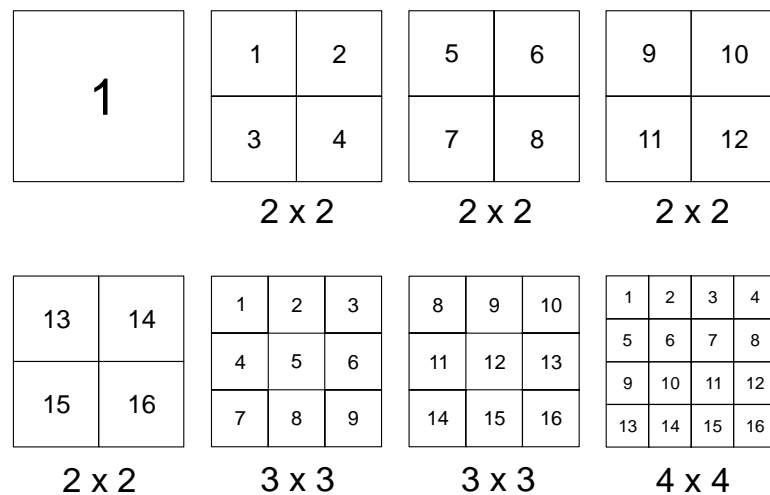 1
1 2
3 4
2 x 2
5 6
7 8
2 x 2
9 10
11 12
2 x 2
13 14
15 16
2 x 2
1 2 3
4 5 6
7 8 9
3 x 3
8 9 10
11 12 13
14 15 16
3 x 3
1 2 3 4
5 6 7 8
9 10 11 12
13 14 15 16
4 x 4